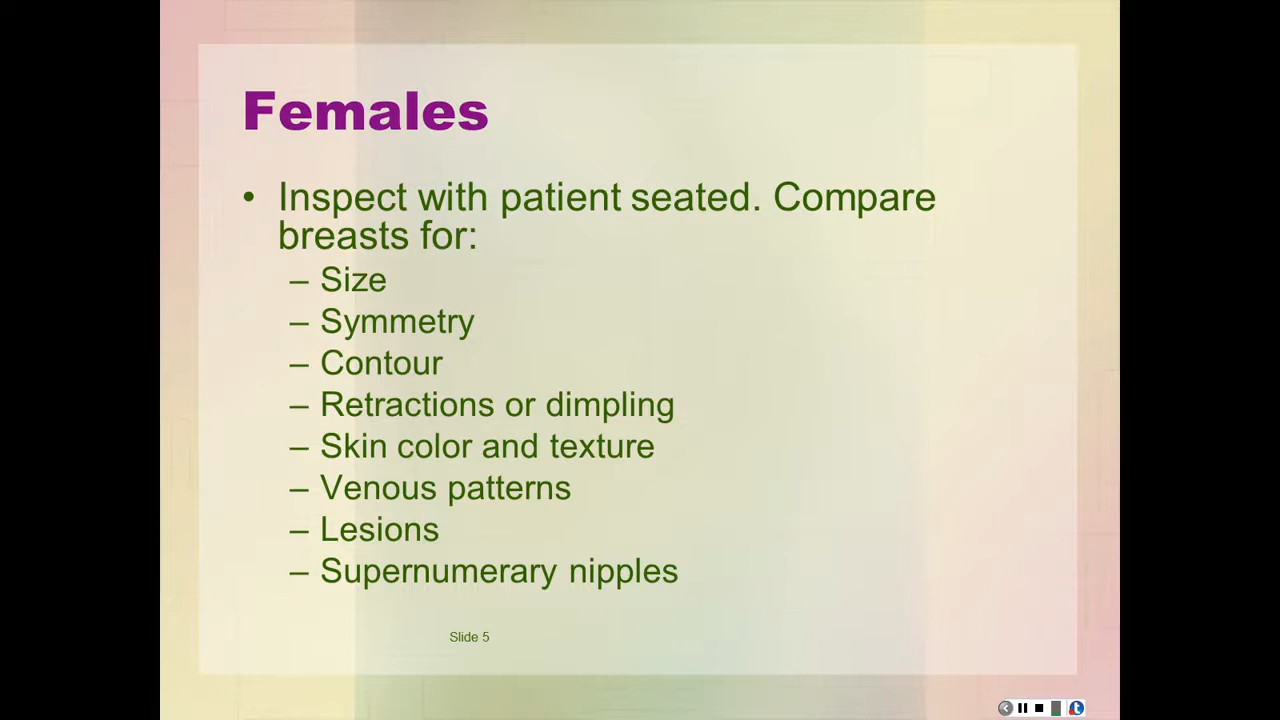 Females
• Inspect with patient seated. Compare
breasts for:
– Size
– Symmetry
– Contour
– Retractions or dimpling
– Skin color and texture
– Venous patterns
– Lesions
– Supernumerary nipples
Slide 5